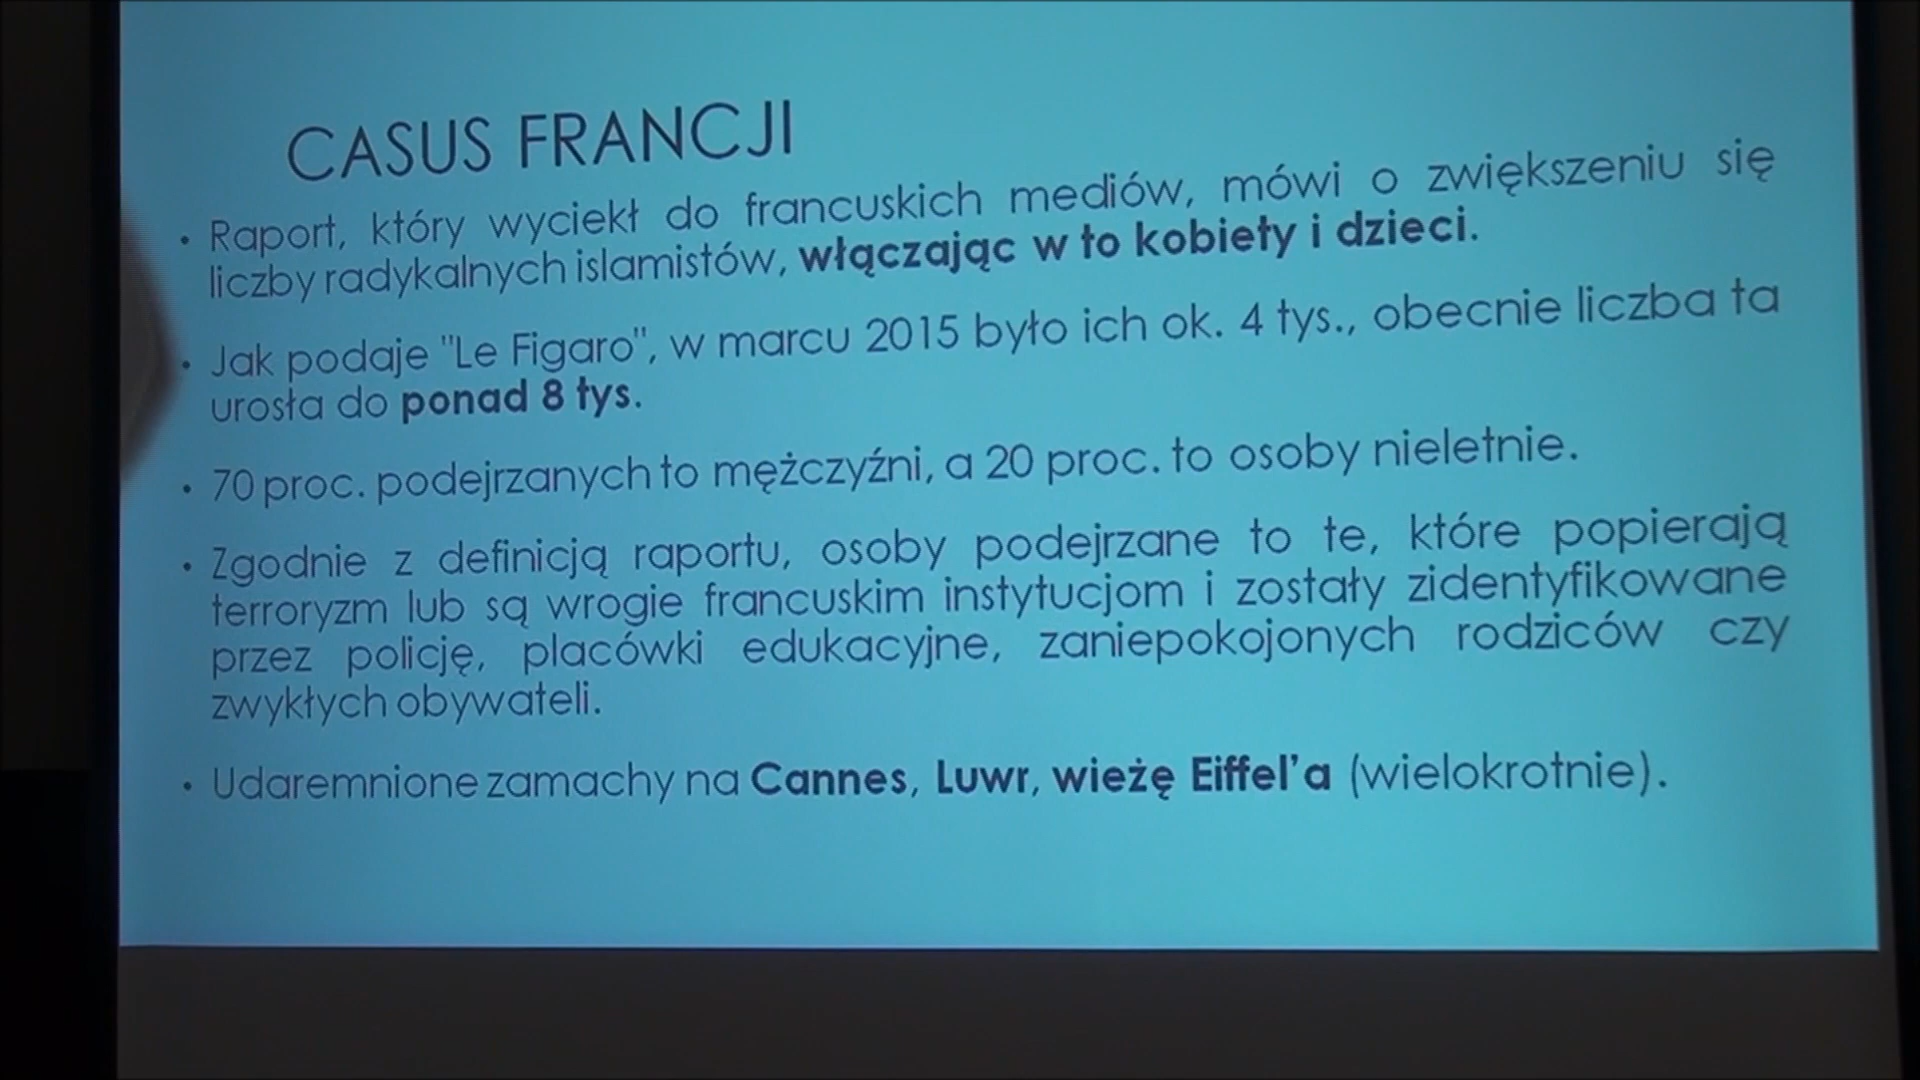 CASUS FRANCJI
• Raport, który wyciekł do francuskich mediów, mówi o zwiększeniu się
liczby radykalnych islamistów, włączając w to kobiety i dzieci.
• Jak podaje "Le Figaro", w marcu 2015 było ich ok. 4 tys., obecnie liczba ta
urosła do ponad 8 tys.
• 70 proc. podejrzanych to mężczyźni, a 20 proc. to osoby nieletnie.
• Zgodnie z definicją raportu, osoby podejrzane to te, które popierają
terroryzm lub są wrogie francuskim instytucjom i zostały zidentyfikowane
przez policję, placówki edukacyjne, zaniepokojonych rodziców czy
zwykłych obywateli.
• Udaremnione zamachy na Cannes, Luwr, wieżę Eiffel'a (wielokrotnie).